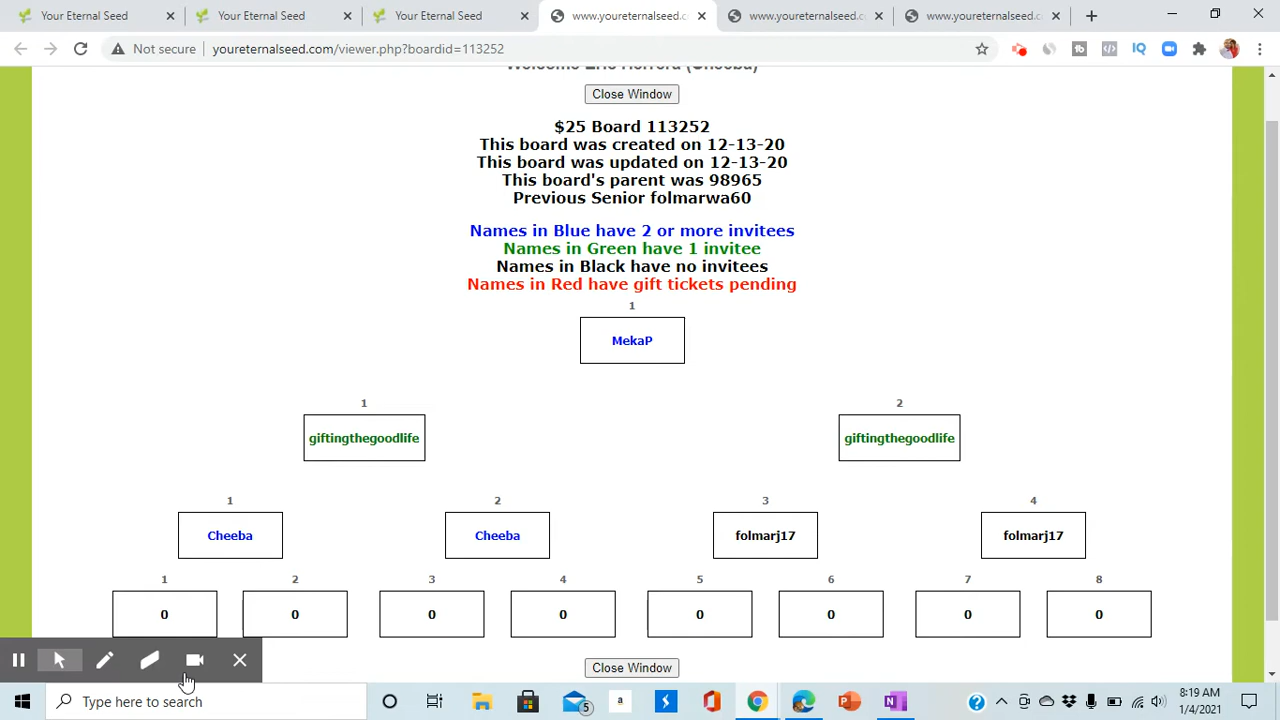 Your Eternal Seed
Your Eternal Seed
Your Eternal Seed
www.youreternalseed.c
www.youreternalseed.c
www.youreternalseed.c
Not secure
youreternalseed.com/viewer.php?boardid=113252
IQ
Close Window
$25 Board 113252
This board was created on 12-13-20
This board was updated on 12-13-20
This board's parent was 98965
Previous Senior folmarwa60
Names in Blue have 2 or more invitees
Names in Green have 1 invitee
Names in Black have no invitees
Names in Red have gift tickets pending
1
MekaP
1 2
giftingthegoodlife giftingthegoodlife
1 2 3 4
Cheeba Cheeba folmarj17 folmarj17
1 2 3 4 5 6 7 8
0 0 0 0 0 0 0 0
Close Window
Type here to search
5
a
8:19 AM
1/4/2021